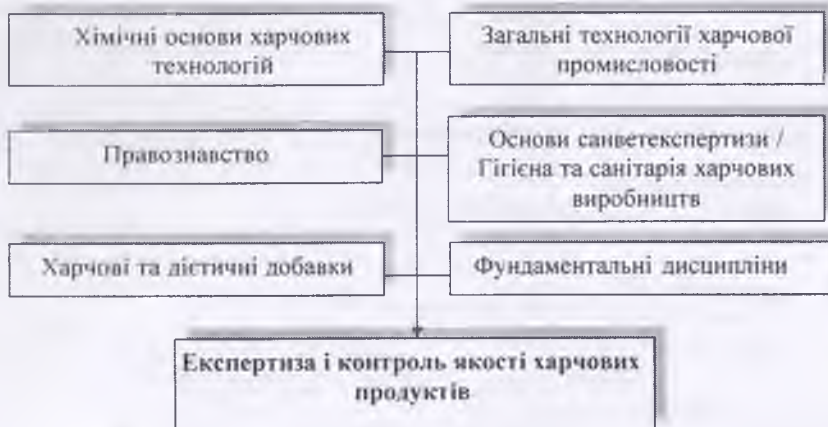 Хімічні основи харчових
технологій
Загальні технології харчової
промисловості
Правознавство
Основи санветекспертизи /
Гігієна та санітарія харчових
виробництв
Харчові та дієтичні добавки
Фундаментальні дисципліни
Експертиза і контроль якості харчових
продуктів